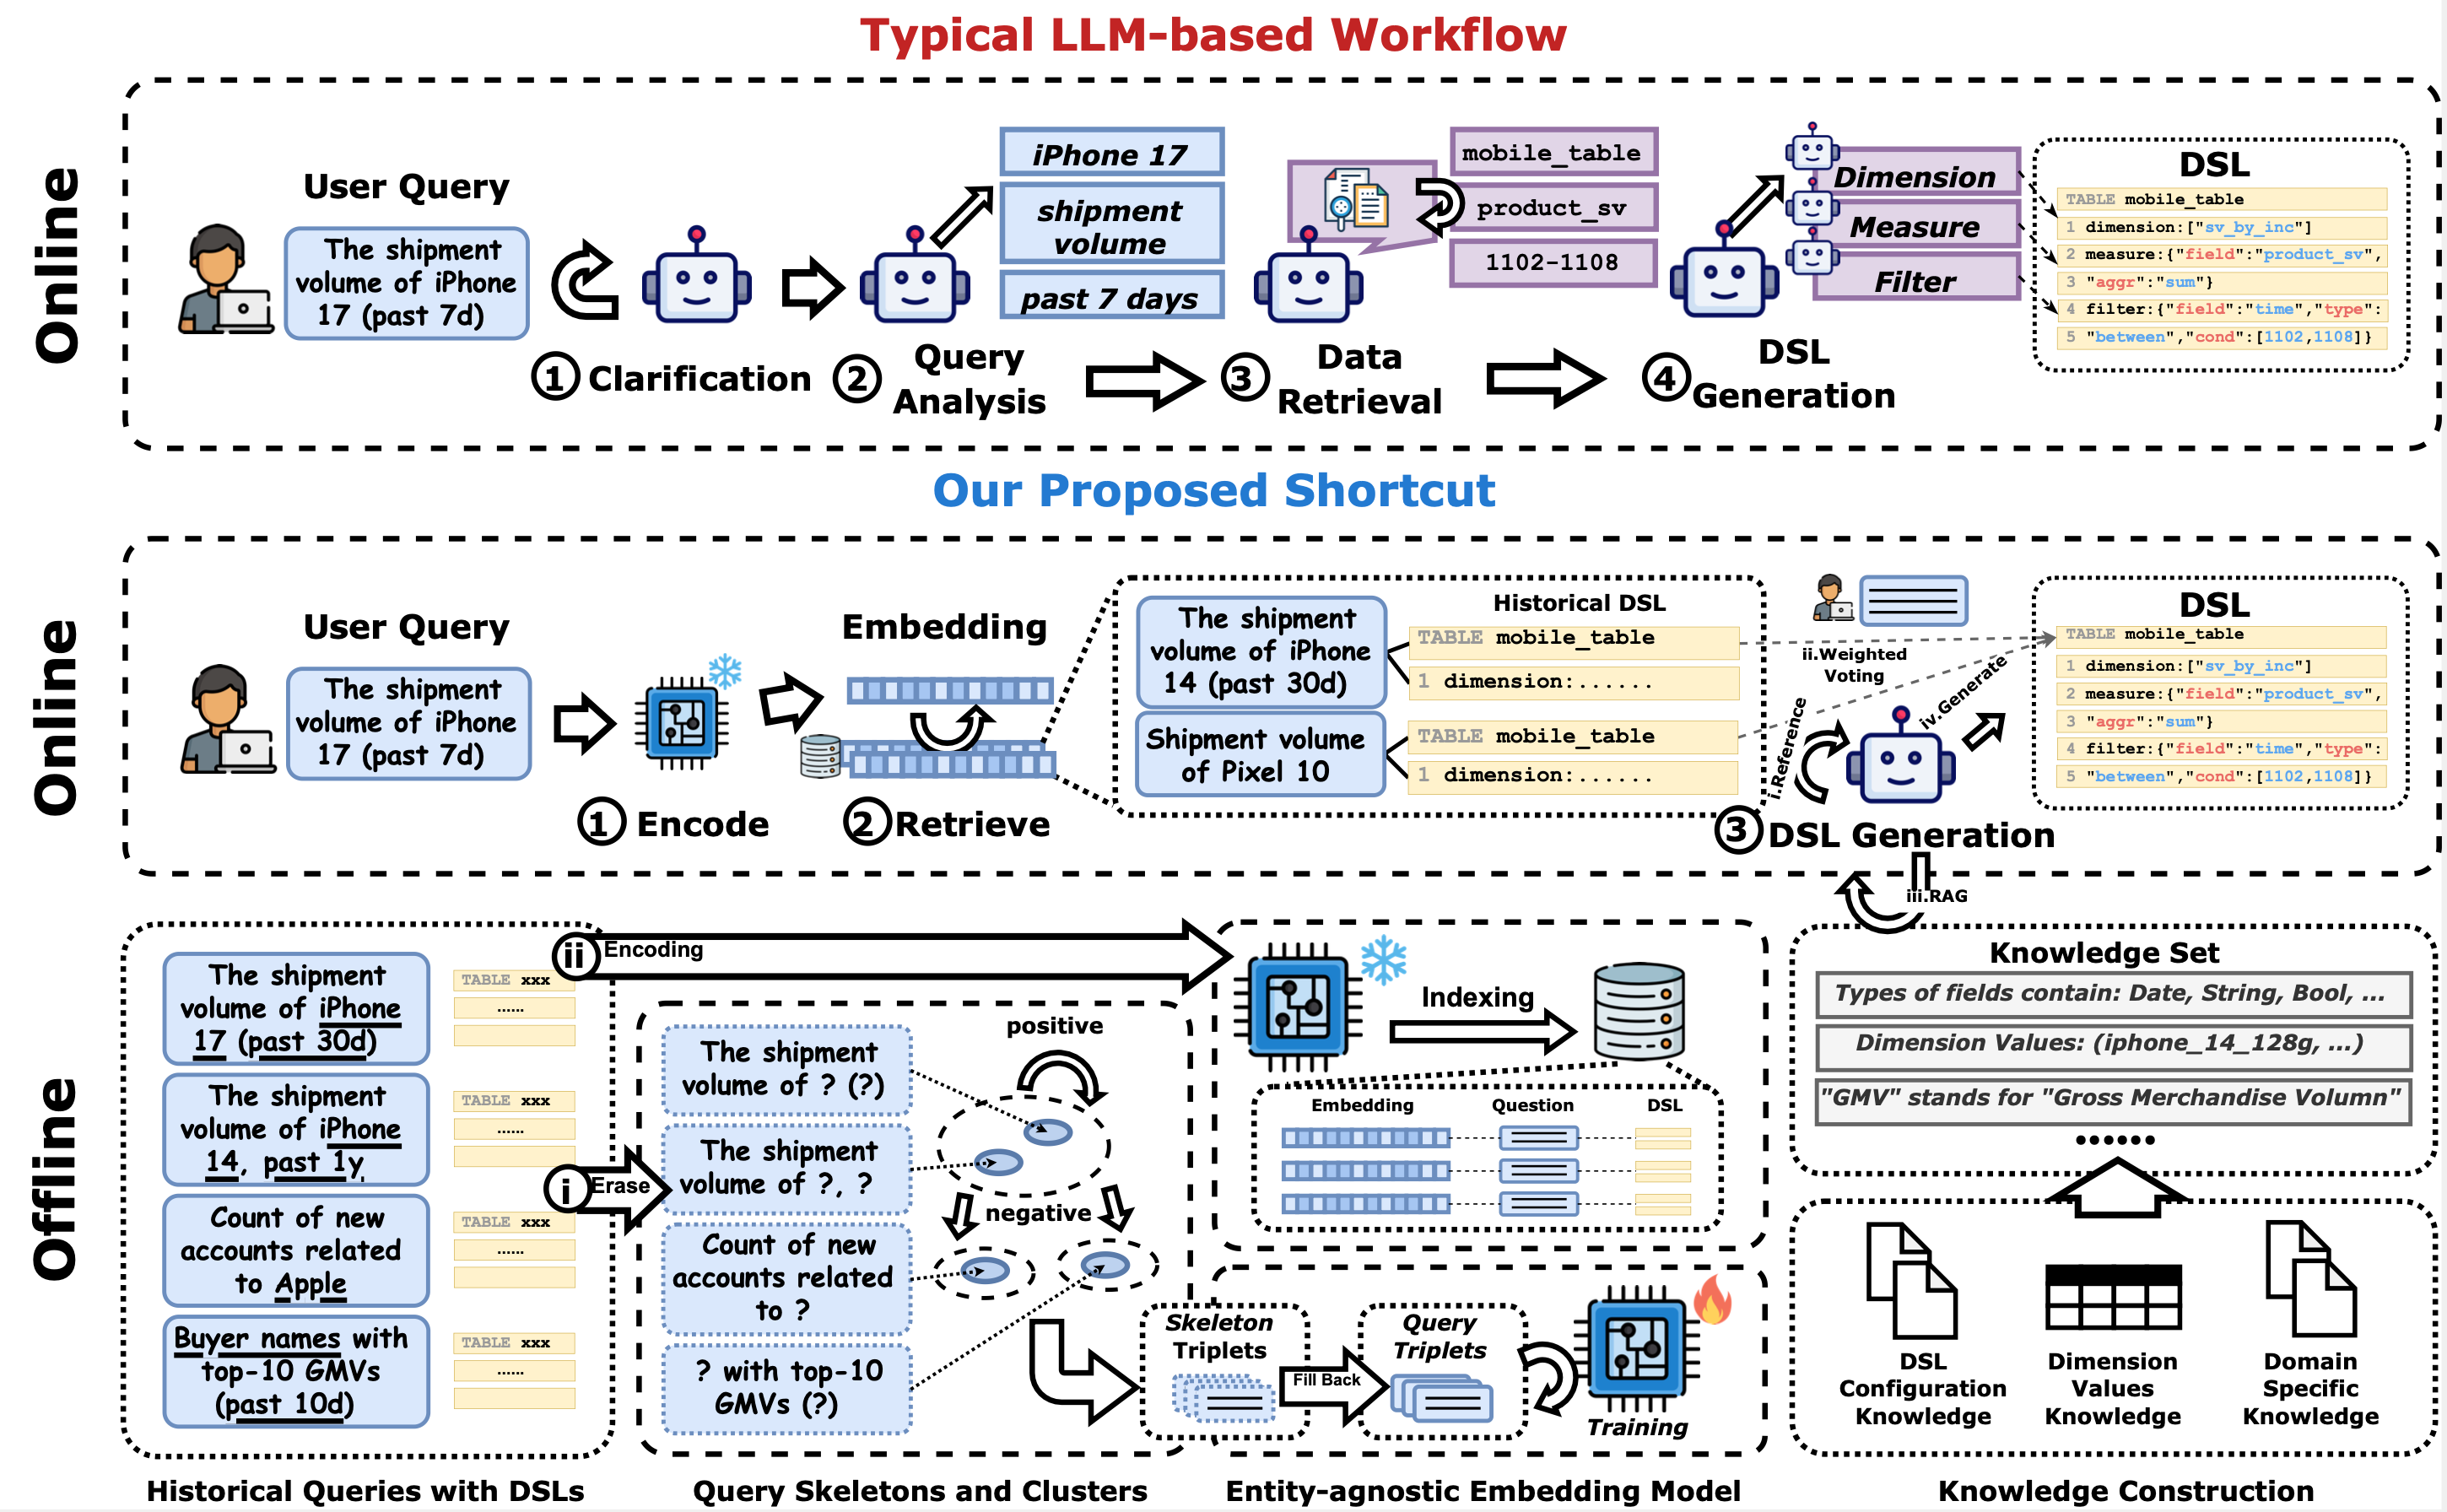 Typical LLM-based Workflow
Online
User Query
The shipment
volume of iPhone
17 (past 7d)
1 Clarification
2 Query
Analysis
iPhone 17
shipment
volume
past 7 days
3 Data
Retrieval
mobile_table
product_sv
1102-1108
4 DSL
Generation
Dimension
Measure
Filter
DSL
TABLE mobile_table
1 dimension:["sv_by_inc"]
2 measure:{"field":"product_sv",
3 "aggr":"sum"}
4 filter:{"field":"time","type":
5 "between","cond":[1102,1108]}
Our Proposed Shortcut
Online
User Query
The shipment
volume of iPhone
17 (past 7d)
1 Encode
Embedding
2 Retrieve
The shipment
volume of iPhone
14 (past 30d)
Shipment volume
of Pixel 10
Historical DSL
TABLE mobile_table
1 dimension:......
TABLE mobile_table
1 dimension:......
ii.Weighted
Voting
i.Reference
iv.Generate
3 DSL Generation
iii.RAG
DSL
TABLE mobile_table
1 dimension:["sv_by_inc"]
2 measure:{"field":"product_sv",
3 "aggr":"sum"}
4 filter:{"field":"time","type":
5 "between","cond":[1102,1108]}
Offline
The shipment
volume of iPhone
17 (past 30d)
TABLE xxx
......
The shipment
volume of iPhone
14, past 1y
TABLE xxx
......
Count of new
accounts related
to Apple
TABLE xxx
......
Buyer names with
top-10 GMVs
(past 10d)
TABLE xxx
......
Historical Queries with DSLs
ii Encoding
i Erase
The shipment
volume of ? (?)
The shipment
volume of ?, ?
Count of new
accounts related
to ?
? with top-10
GMVs (?)
positive
negative
Query Skeletons and Clusters
Indexing
Embedding Question DSL
Skeleton
Triplets
Fill Back
Query
Triplets
Training
Entity-agnostic Embedding Model
Knowledge Set
Types of fields contain: Date, String, Bool, ...
Dimension Values: (iphone_14_128g, ...)
"GMV" stands for "Gross Merchandise Volumn"
......
DSL
Configuration
Knowledge
Dimension
Values
Knowledge
Domain
Specific
Knowledge
Knowledge Construction